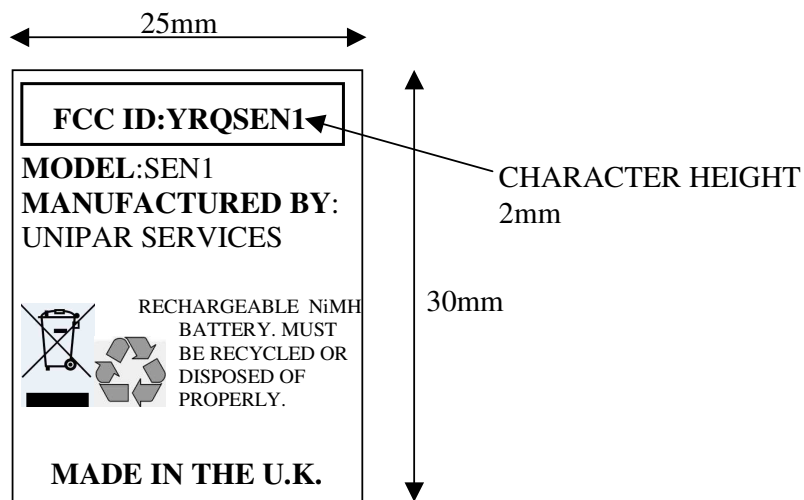 25mm
FCC ID:YRQSEN1
MODEL:SEN1
MANUFACTURED BY:
UNIPAR SERVICES
CHARACTER HEIGHT
2mm
30mm
RECHARGEABLE NiMH
BATTERY. MUST
BE RECYCLED OR
DISPOSED OF
PROPERLY.
MADE IN THE U.K.